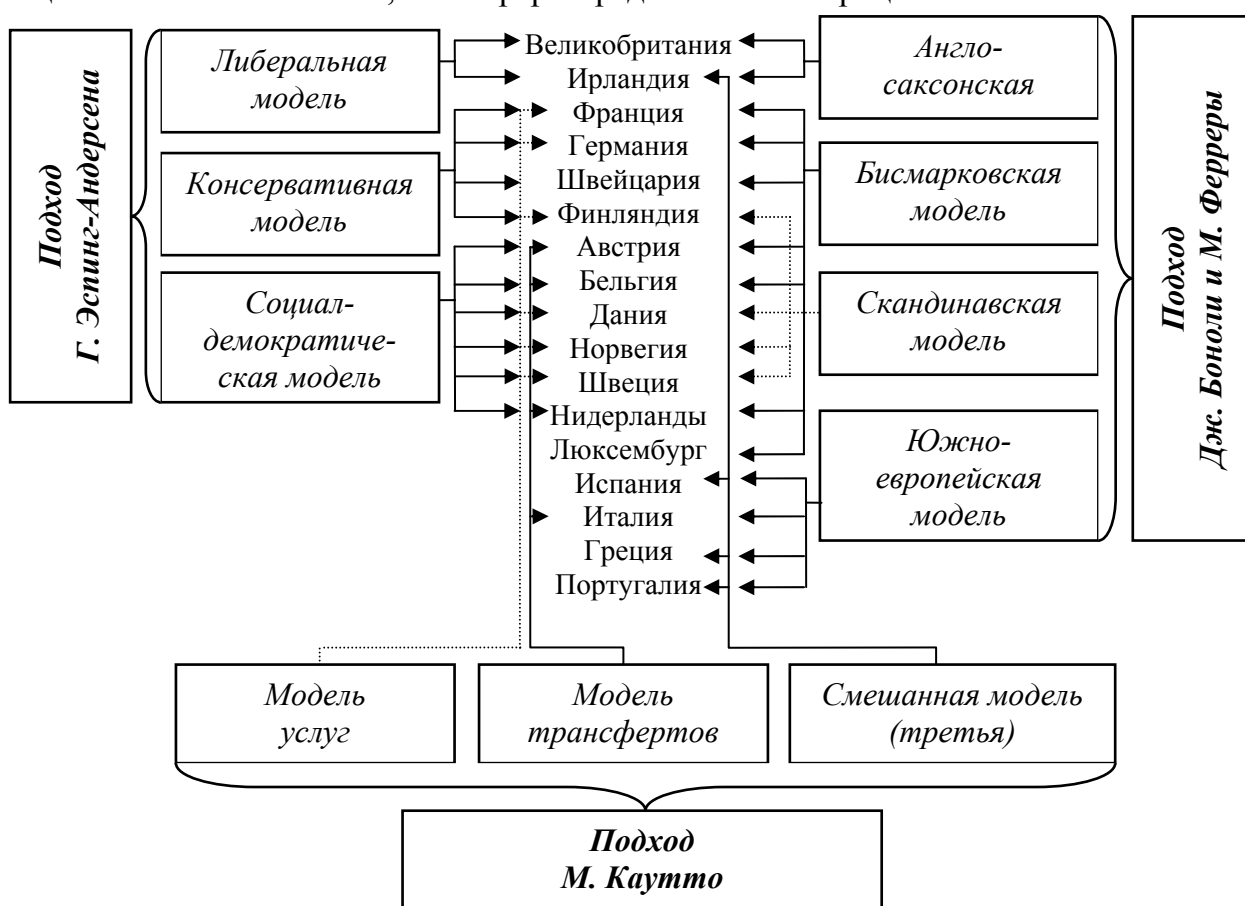 Подход
Г. Эспинг-Андерсена
Либеральная
модель
Консервативная
модель
Социал-
демократиче-
ская модель
Великобритания
Ирландия
Франция
Германия
Швейцария
Финляндия
Австрия
Бельгия
Дания
Норвегия
Швеция
Нидерланды
Люксембург
Испания
Италия
Греция
Португалия
Англо-
саксонская
Бисмарковская
модель
Скандинавская
модель
Южно-
европейская
модель
Подход
Дж. Боноли и М. Ферреры
Модель
услуг
Модель
трансфертов
Смешанная модель
(третья)
Подход
М. Каутто